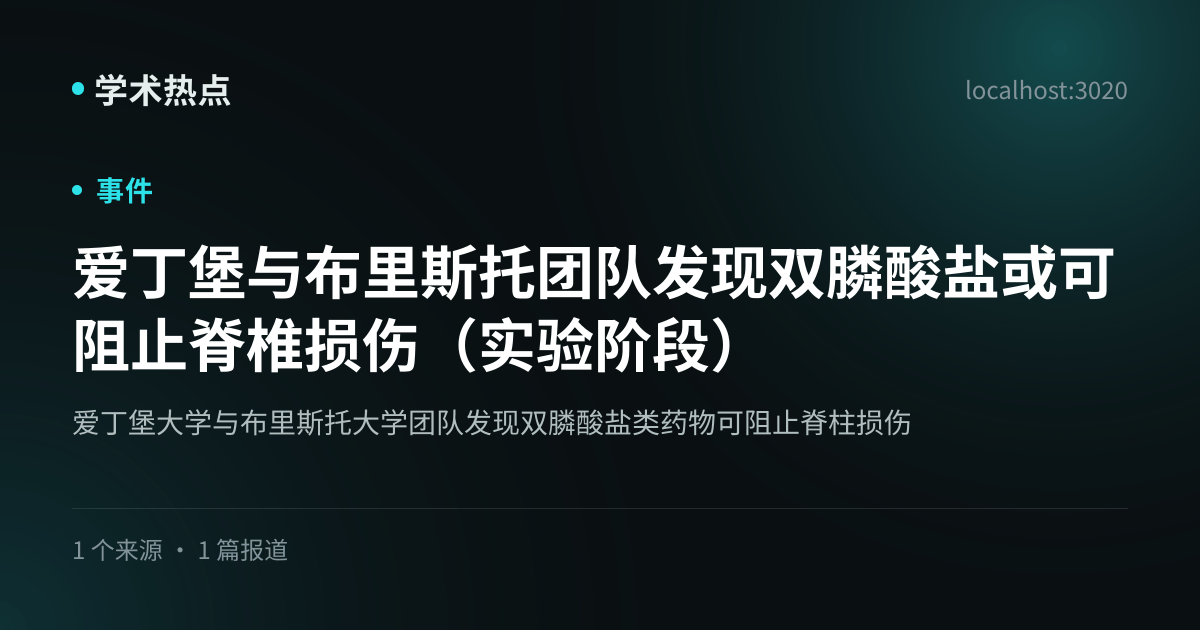 学术热点
localhost:3020
事件
爱丁堡与布里斯托团队发现双膦酸盐或可
阻止脊椎损伤（实验阶段）
爱丁堡大学与布里斯托大学团队发现双膦酸盐类药物可阻止脊柱损伤
1 个来源 · 1 篇报道